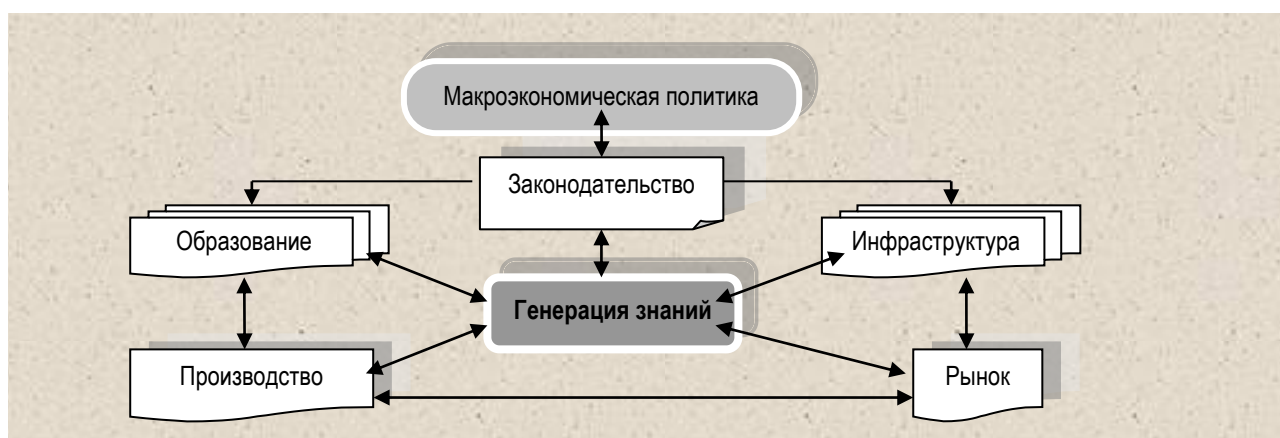 Макроэкономическая политика
Законодательство
Образование
Инфраструктура
Генерация знаний
Производство
Рынок